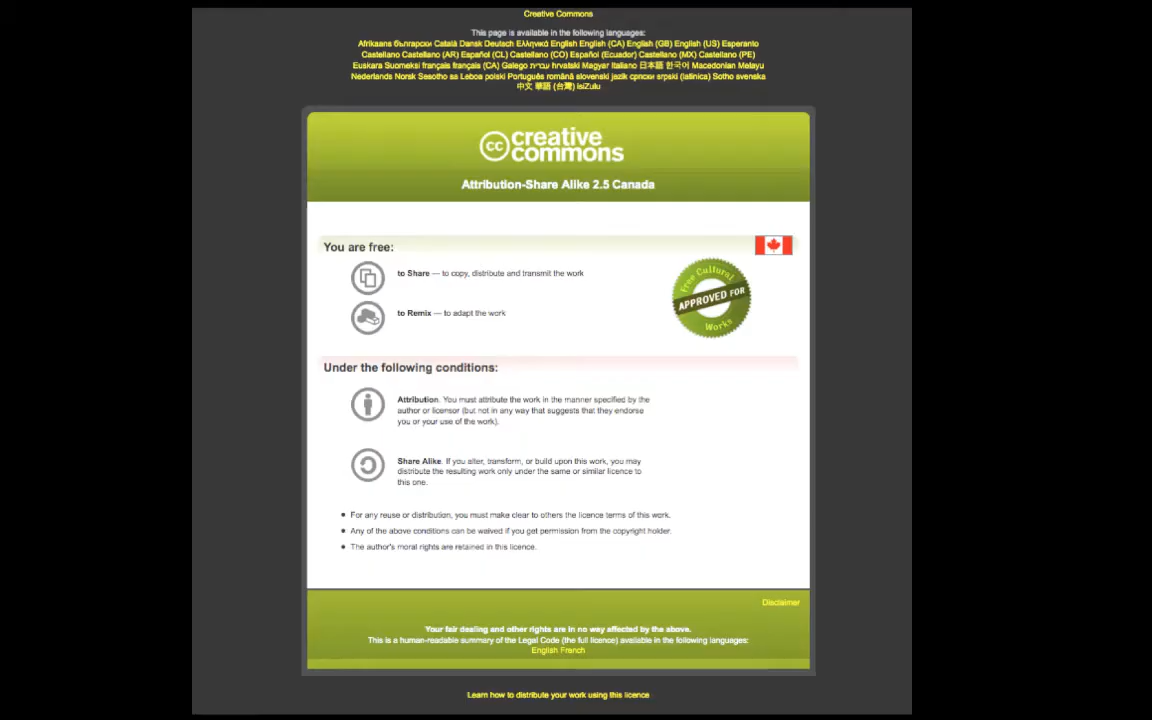 Creative Commons
This page is available in the following languages:
Afrikaans български Català Dansk Deutsch Ελληνικά English English (CA) English (GB) English (US) Esperanto
Castellano Castellano (AR) Español (CL) Castellano (CO) Español (Ecuador) Castellano (MX) Castellano (PE)
Euskara Suomeksi français français (CA) Galego עברית hrvatski Magyar Italiano 日本語 한국어 Macedonian Melayu
Nederlands Norsk Sesotho sa Leboa polski Português română slovenski jezik српски srpski (latinica) Sotho svenska
中文 華語 (台灣) isiZulu
cc creative commons
Attribution-Share Alike 2.5 Canada
You are free:
to Share — to copy, distribute and transmit the work
to Remix — to adapt the work
Free Cultural
APPROVED FOR
Works
Under the following conditions:
Attribution. You must attribute the work in the manner specified by the
author or licensor (but not in any way that suggests that they endorse
you or your use of the work).
Share Alike. If you alter, transform, or build upon this work, you may
distribute the resulting work only under the same or similar licence to
this one.
For any reuse or distribution, you must make clear to others the licence terms of this work.
Any of the above conditions can be waived if you get permission from the copyright holder.
The author's moral rights are retained in this licence.
Disclaimer
Your fair dealing and other rights are in no way affected by the above.
This is a human-readable summary of the Legal Code (the full licence) available in the following languages:
English French
Learn how to distribute your work using this licence